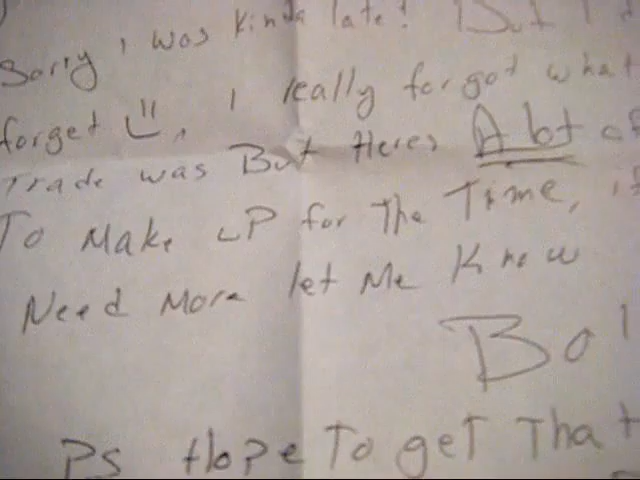 Sorry i was kinda late! But I
forget , i really forgot what
Trade was But Heres A lot of
To Make uP for The Time, if
Need More let Me Know
Bo
PS Hope To get That